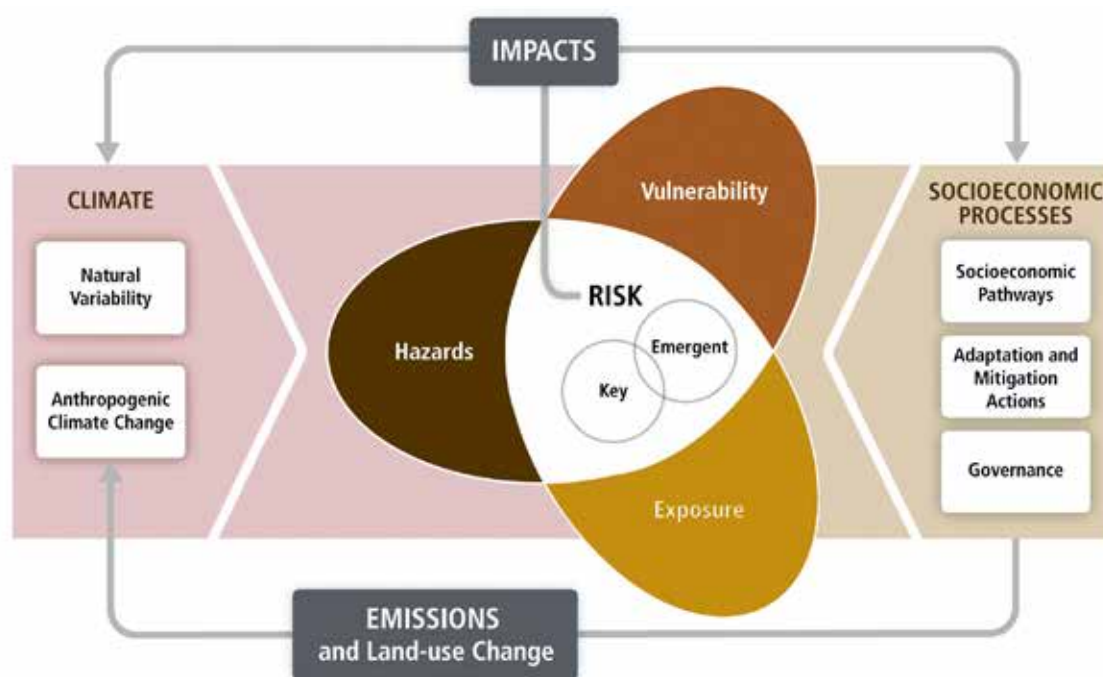 IMPACTS
CLIMATE
Natural
Variability
Anthropogenic
Climate Change
Vulnerability
Hazards
RISK
Emergent
Key
Exposure
SOCIOECONOMIC
PROCESSES
Socioeconomic
Pathways
Adaptation and
Mitigation
Actions
Governance
EMISSIONS
and Land-use Change